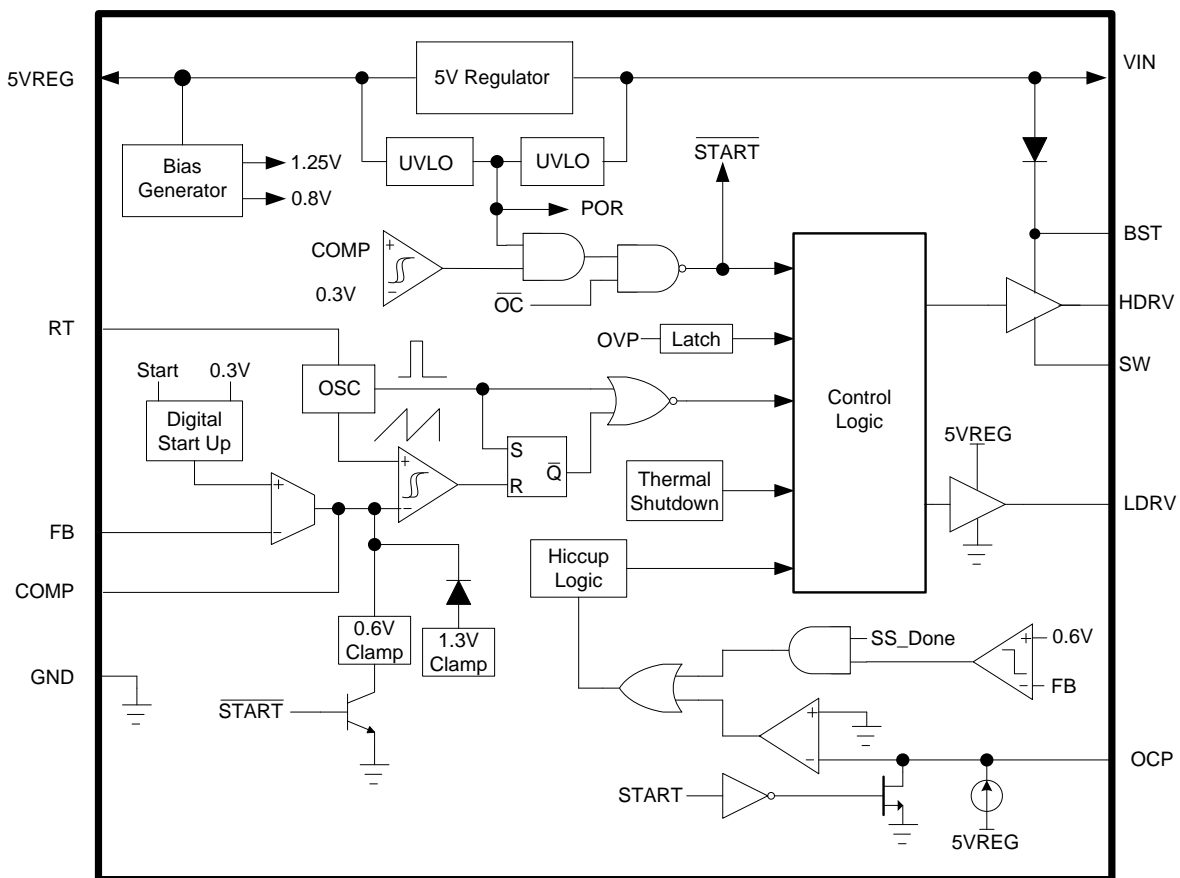 5VREG
5V Regulator
VIN
Bias
Generator
1.25V
0.8V
UVLO
UVLO
START
POR
COMP
+
−
0.3V
OC
BST
HDRV
SW
RT
OVP
Latch
Start
0.3V
OSC
Digital
Start Up
Control
Logic
S
R
Q
+
−
+
−
5VREG
Thermal
Shutdown
LDRV
FB
COMP
Hiccup
Logic
0.6V
Clamp
1.3V
Clamp
SS_Done
+
−
0.6V
FB
GND
START
+
−
OCP
START
5VREG